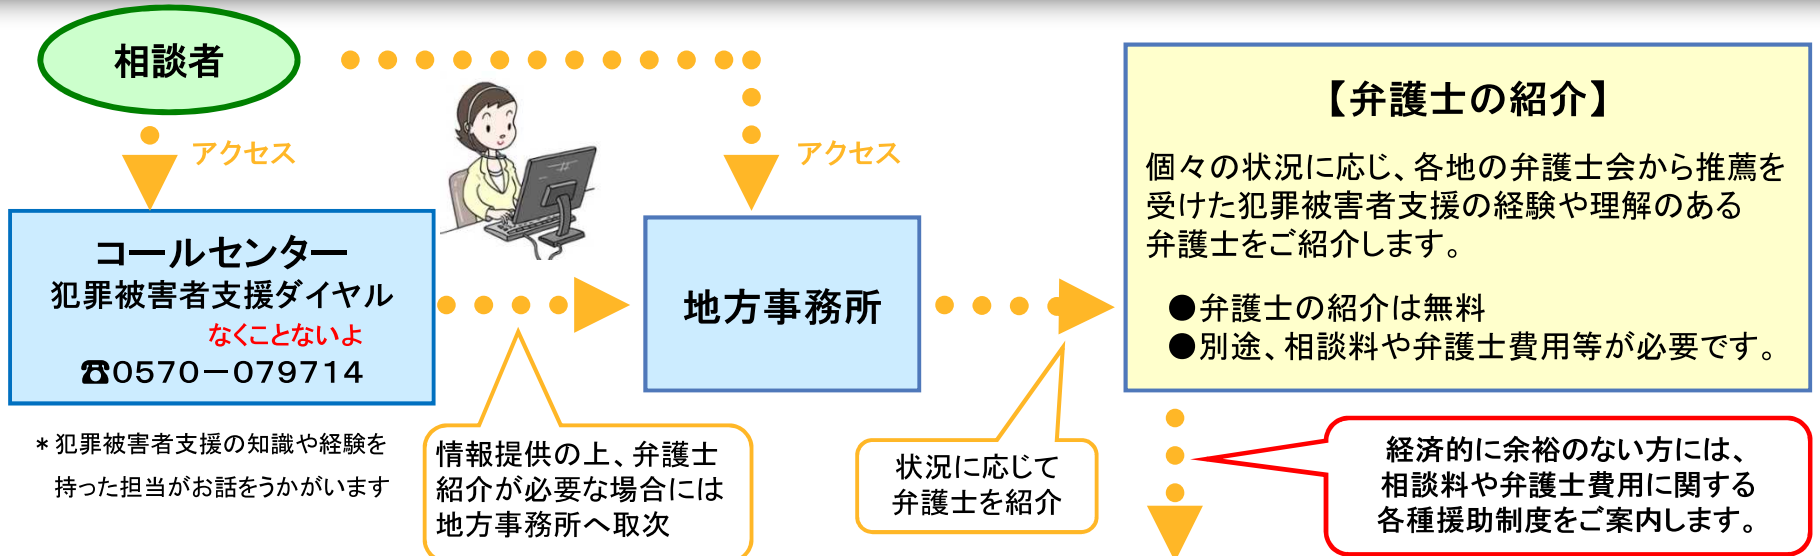 相談者
アクセス
アクセス
コールセンター
犯罪被害者支援ダイヤル
なくことないよ
☎0570－079714
＊犯罪被害者支援の知識や経験を
持った担当がお話をうかがいます
情報提供の上、弁護士
紹介が必要な場合には
地方事務所へ取次
地方事務所
状況に応じて
弁護士を紹介
【弁護士の紹介】
個々の状況に応じ、各地の弁護士会から推薦を
受けた犯罪被害者支援の経験や理解のある
弁護士をご紹介します。
●弁護士の紹介は無料
●別途、相談料や弁護士費用等が必要です。
経済的に余裕のない方には、
相談料や弁護士費用に関する
各種援助制度をご案内します。